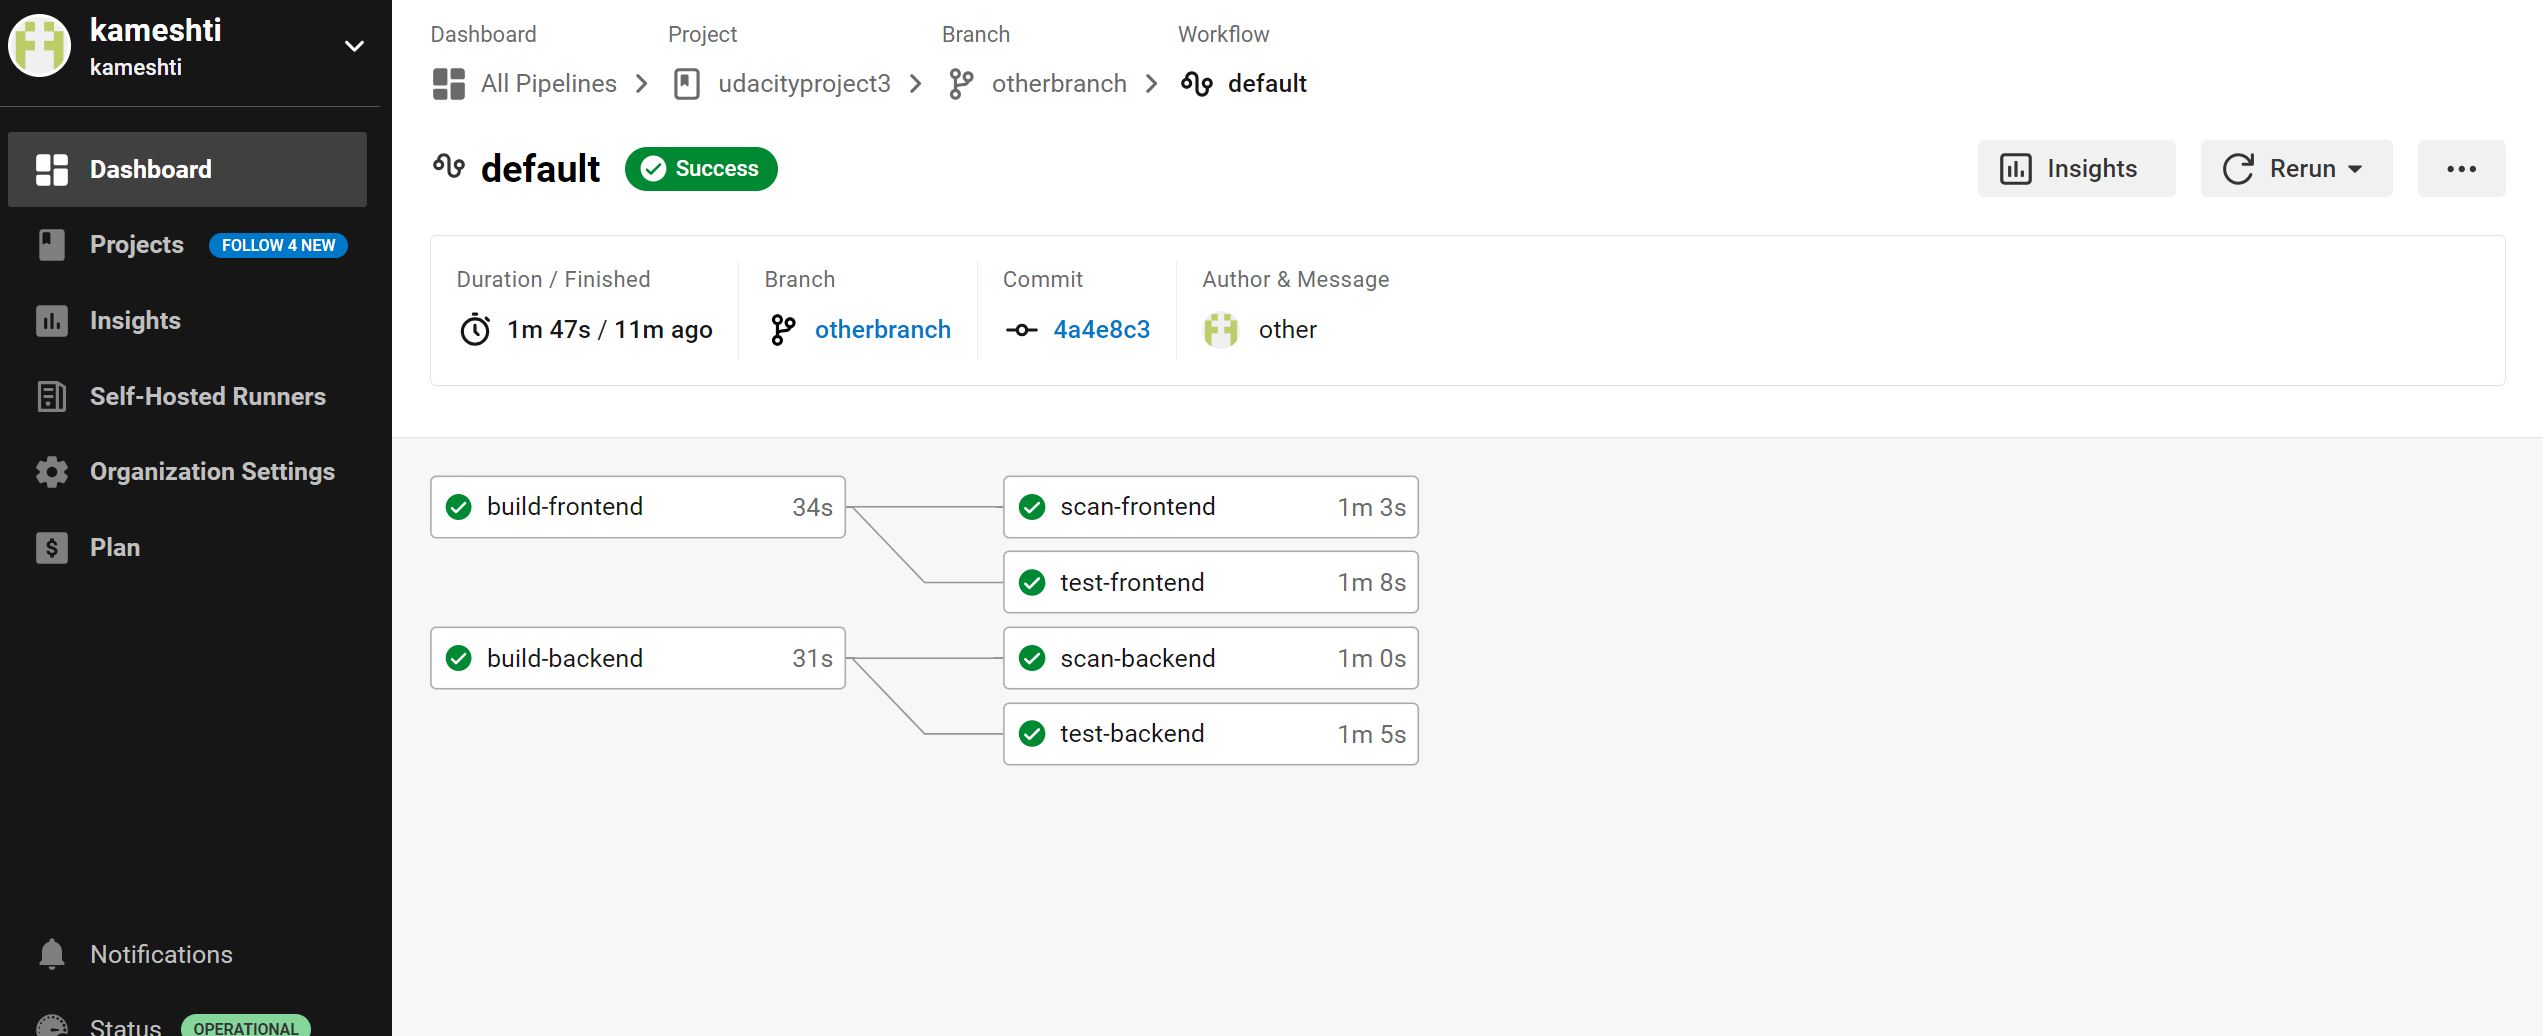 kameshti
kameshti
Dashboard
Projects FOLLOW 4 NEW
Insights
Self-Hosted Runners
Organization Settings
Plan
Notifications
Status OPERATIONAL
Dashboard Project Branch Workflow
All Pipelines udacityproject3 otherbranch default
default Success Insights Rerun
Duration / Finished Branch Commit Author & Message
1m 47s / 11m ago otherbranch 4a4e8c3 other
build-frontend 34s scan-frontend 1m 3s
test-frontend 1m 8s
build-backend 31s scan-backend 1m 0s
test-backend 1m 5s